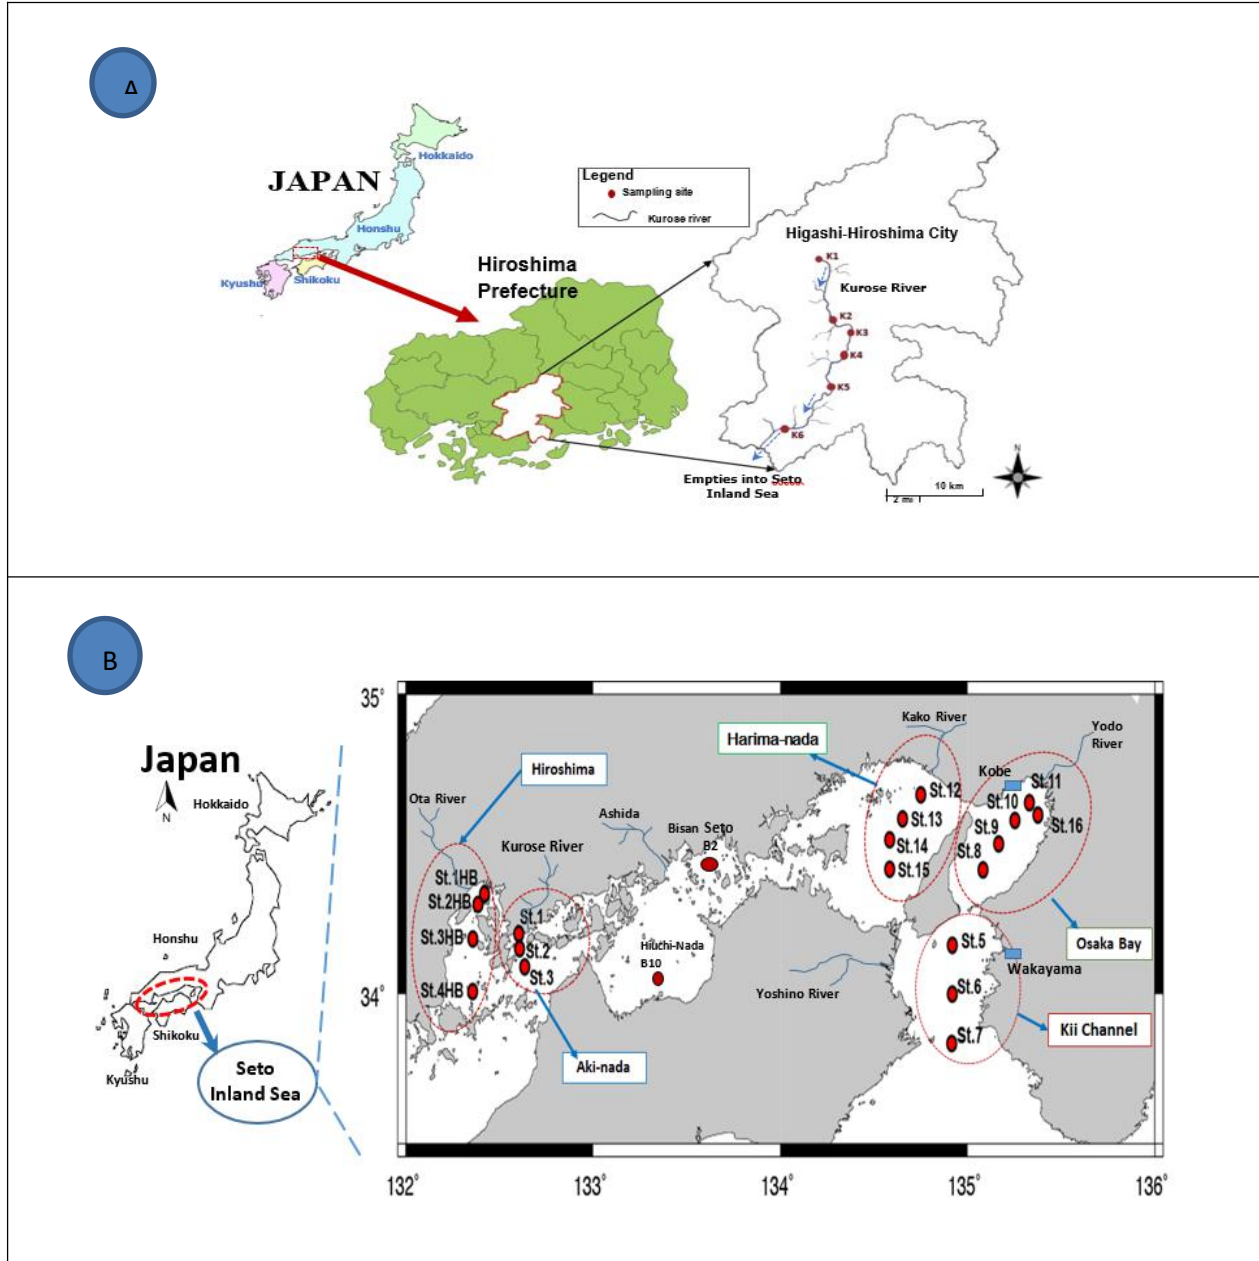 A
JAPAN
Hokkaido
Honshu
Shikoku
Kyushu
Legend
Sampling site
Kurose river
Hiroshima
Prefecture
Higashi-Hiroshima City
K1
Kurose River
K2
K3
K4
K5
K6
Empties into Seto
Inland Sea
N
10 km
2 mi
B
Japan
N
Hokkaido
Honshu
Shikoku
Kyushu
Seto
Inland Sea
35°
34°
132°
133°
134°
135°
136°
Hiroshima
Ota River
Kurose River
Ashida
Bisan Seto
B2
Harima-nada
Kako River
Yodo
River
Kobe
St.1HB
St.2HB
St.3HB
St.4HB
St.1
St.2
St.3
Hiuchi-Nada
B10
Aki-nada
St.12
St.13
St.14
St.15
St.11
St.10
St.9
St.16
St.8
Osaka Bay
St.5
Wakayama
St.6
St.7
Yoshino River
Kii Channel